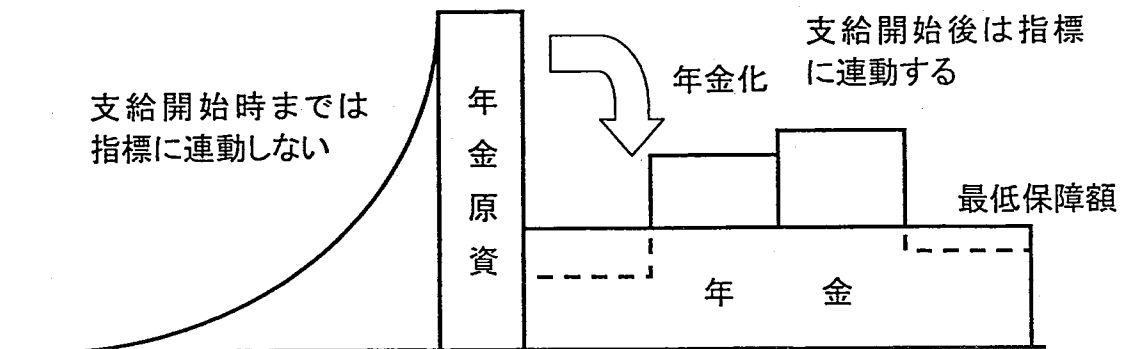 支給開始時までは
指標に連動しない
年金原資
年金化
支給開始後は指標
に連動する
最低保障額
年金